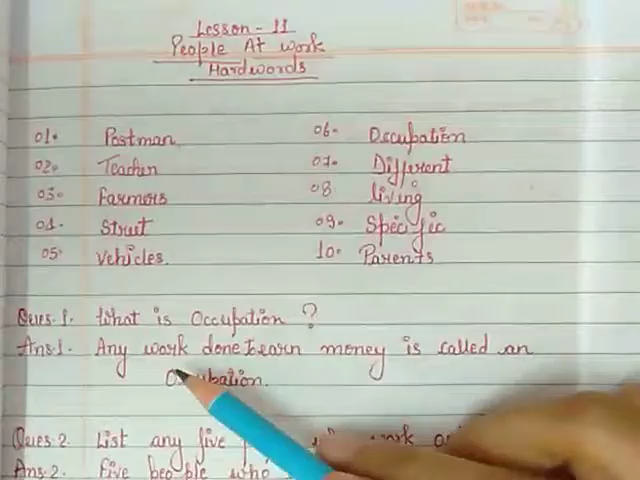 Lesson - 11
People At work
Hardwords
01. Postman
02. Teacher
03. Farmers
04. Street
05. Vehicles.
06. Occupation
07. Different
08 living
09. Specific
10. Parents
Ques.1. What is Occupation ?
Ans.1. Any work done to earn money is called an
Occupation.
Ques.2. List any five work
Ans.2. Five people who